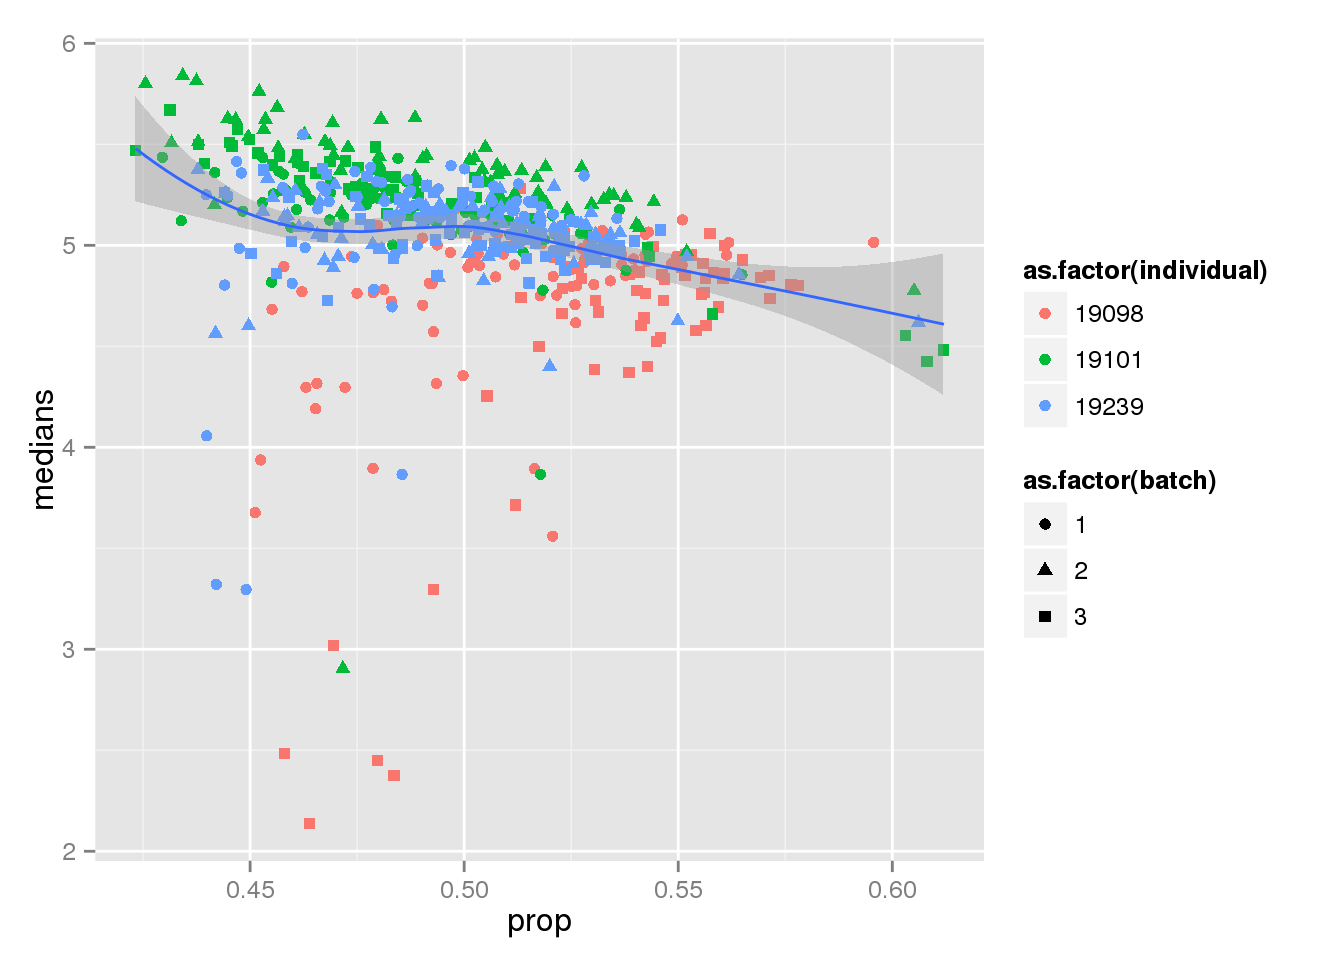 6
5
4
3
2
medians
0.45 0.50 0.55 0.60
prop
as.factor(individual)
19098
19101
19239
as.factor(batch)
1
2
3